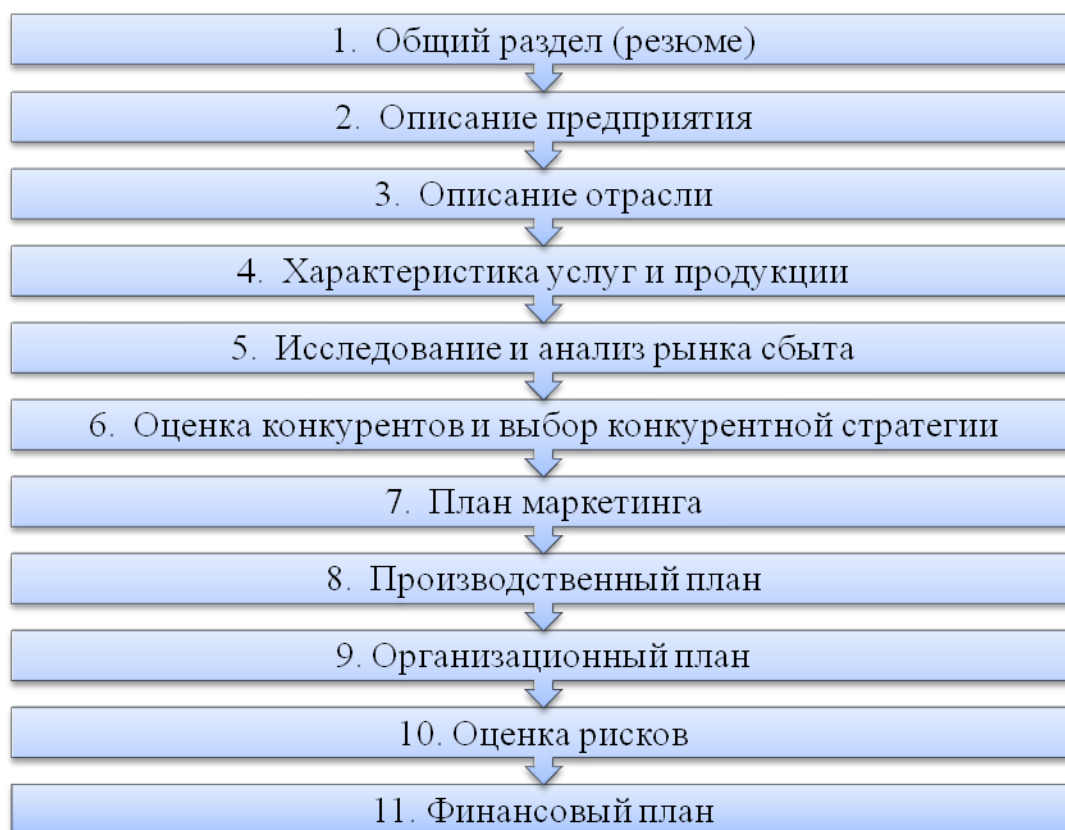 1. Общий раздел (резюме)
2. Описание предприятия
3. Описание отрасли
4. Характеристика услуг и продукции
5. Исследование и анализ рынка сбыта
6. Оценка конкурентов и выбор конкурентной стратегии
7. План маркетинга
8. Производственный план
9. Организационный план
10. Оценка рисков
11. Финансовый план